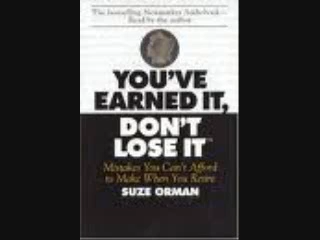 The bestselling Newmarket Audiobook—
Read by the author
YOU'VE
EARNED IT,
DON'T
LOSE IT™
Mistakes You Can't Afford
to Make When You Retire
SUZE ORMAN